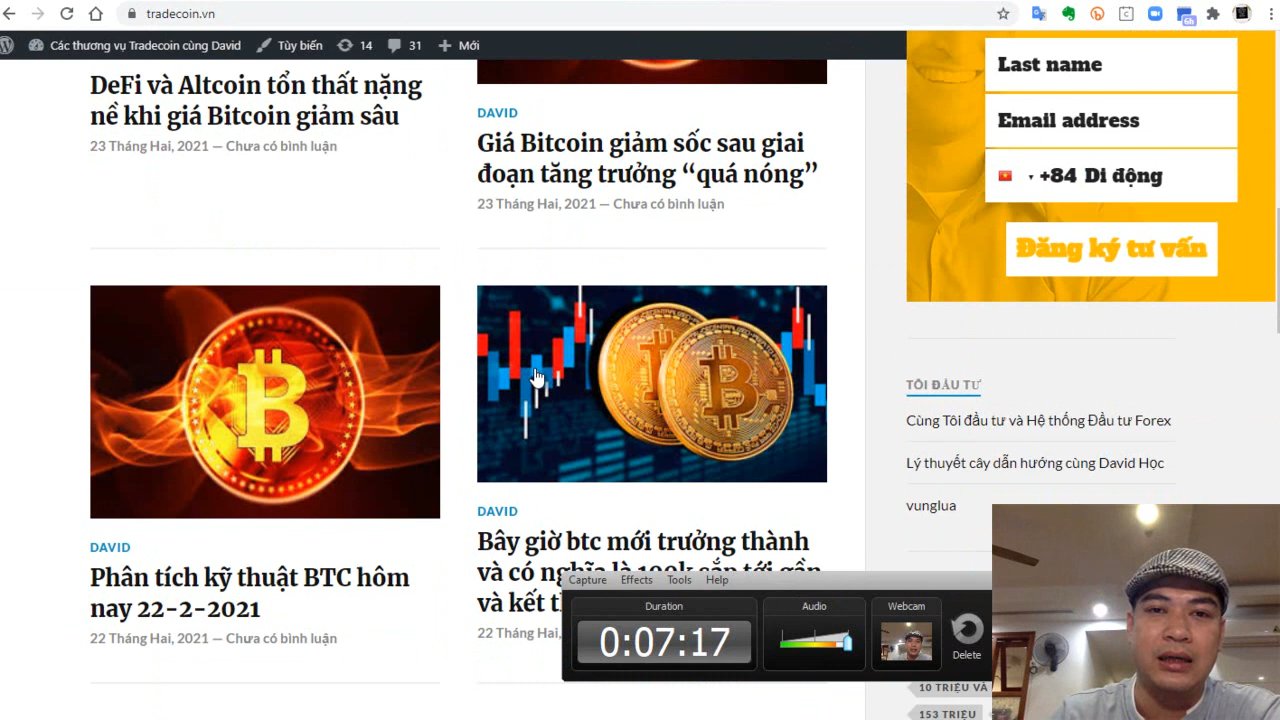 tradecoin.vn
Các thương vụ Tradecoin cùng David
Tùy biến
14
31
Mới
DeFi và Altcoin tổn thất nặng
nề khi giá Bitcoin giảm sâu
23 Tháng Hai, 2021 — Chưa có bình luận
DAVID
Giá Bitcoin giảm sốc sau giai
đoạn tăng trưởng “quá nóng”
23 Tháng Hai, 2021 — Chưa có bình luận
DAVID
Phân tích kỹ thuật BTC hôm
nay 22-2-2021
22 Tháng Hai, 2021 — Chưa có bình luận
DAVID
Bây giờ btc mới trưởng thành
và có nghĩa là 100k sắp tới gần
và kết
22 Tháng Hai,
Last name
Email address
+84 Di động
Đăng ký tư vấn
TÔI ĐẦU TƯ
Cùng Tôi đầu tư và Hệ thống Đầu tư Forex
Lý thuyết cây dẫn hướng cùng David Học
vunglua
10 TRIỆU VÀ
153 TRIỆU
Capture Effects Tools Help
Duration
0:07:17
Audio
Webcam
Delete